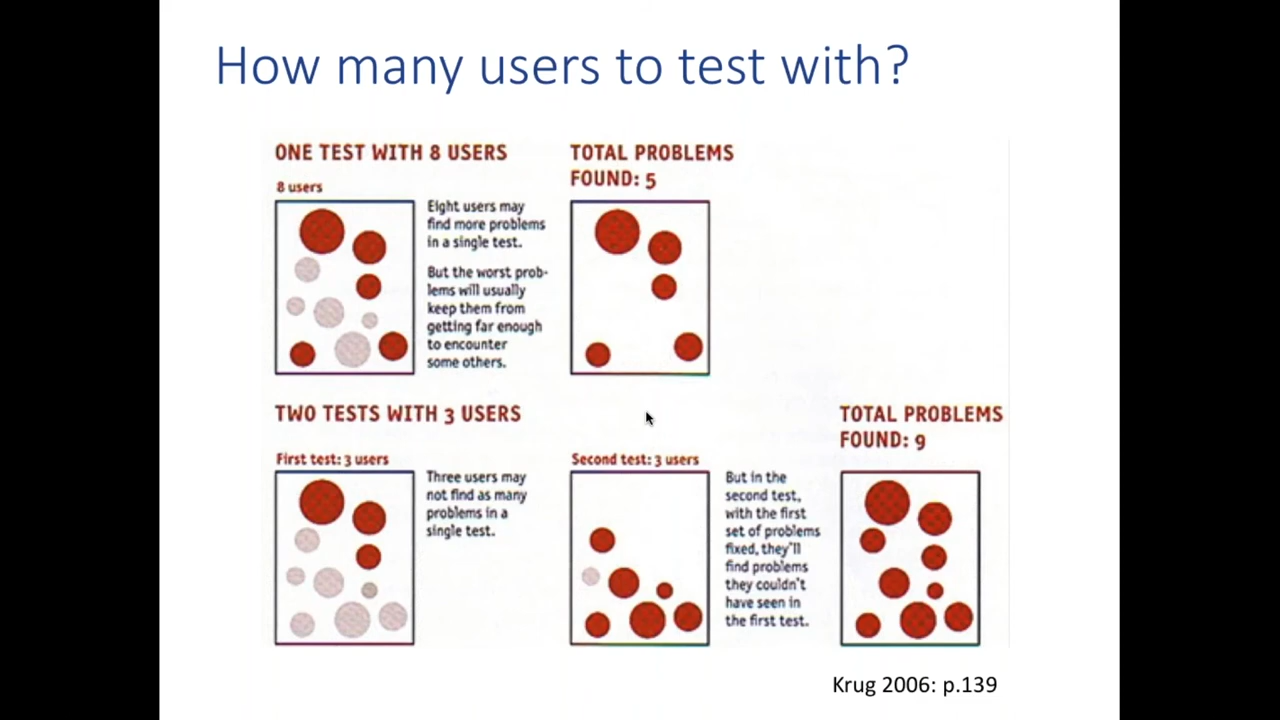 How many users to test with?
ONE TEST WITH 8 USERS
8 users
Eight users may
find more problems
in a single test.
But the worst prob-
lems will usually
keep them from
getting far enough
to encounter
some others.
TOTAL PROBLEMS
FOUND: 5
TWO TESTS WITH 3 USERS
First test: 3 users
Three users may
not find as many
problems in a
single test.
Second test: 3 users
But in the
second test,
with the first
set of problems
fixed, they'll
find problems
they couldn't
have seen in
the first test.
TOTAL PROBLEMS
FOUND: 9
Krug 2006: p.139